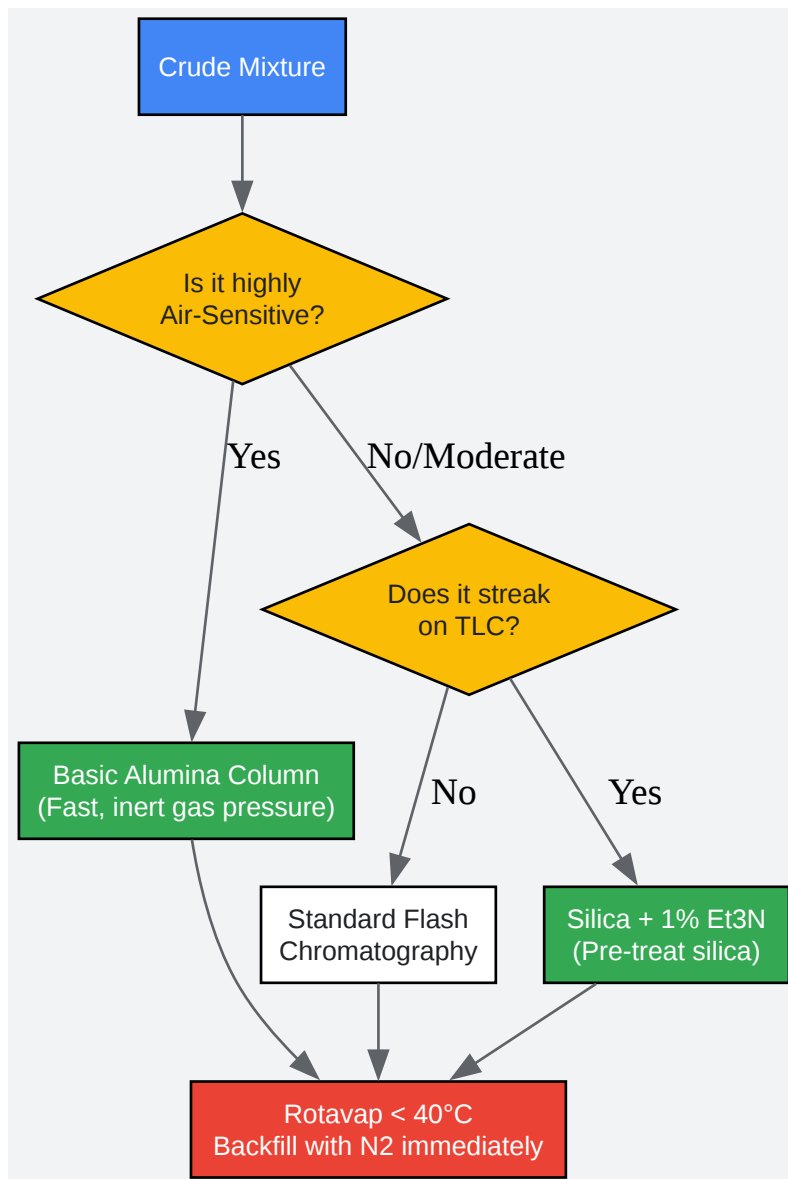 Crude Mixture
Is it highly
Air-Sensitive?
Yes
No/Moderate
Does it streak
on TLC?
Basic Alumina Column
(Fast, inert gas pressure)
No
Yes
Standard Flash
Chromatography
Silica + 1% Et3N
(Pre-treat silica)
Rotavap < 40°C
Backfill with N2 immediately